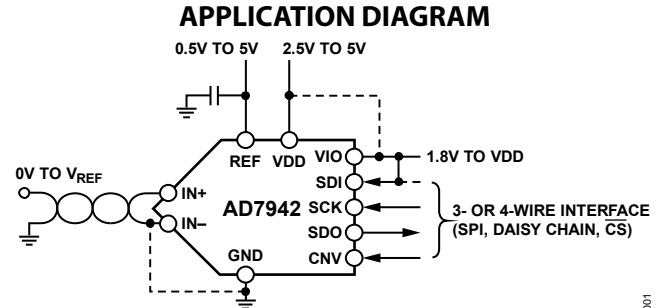 APPLICATION DIAGRAM
0.5V TO 5V 2.5V TO 5V
REF VDD VIO 1.8V TO VDD
0V TO VREF
SDI
IN+
AD7942 SCK
3- OR 4-WIRE INTERFACE
(SPI, DAISY CHAIN, CS)
IN–
SDO
GND
CNV
001